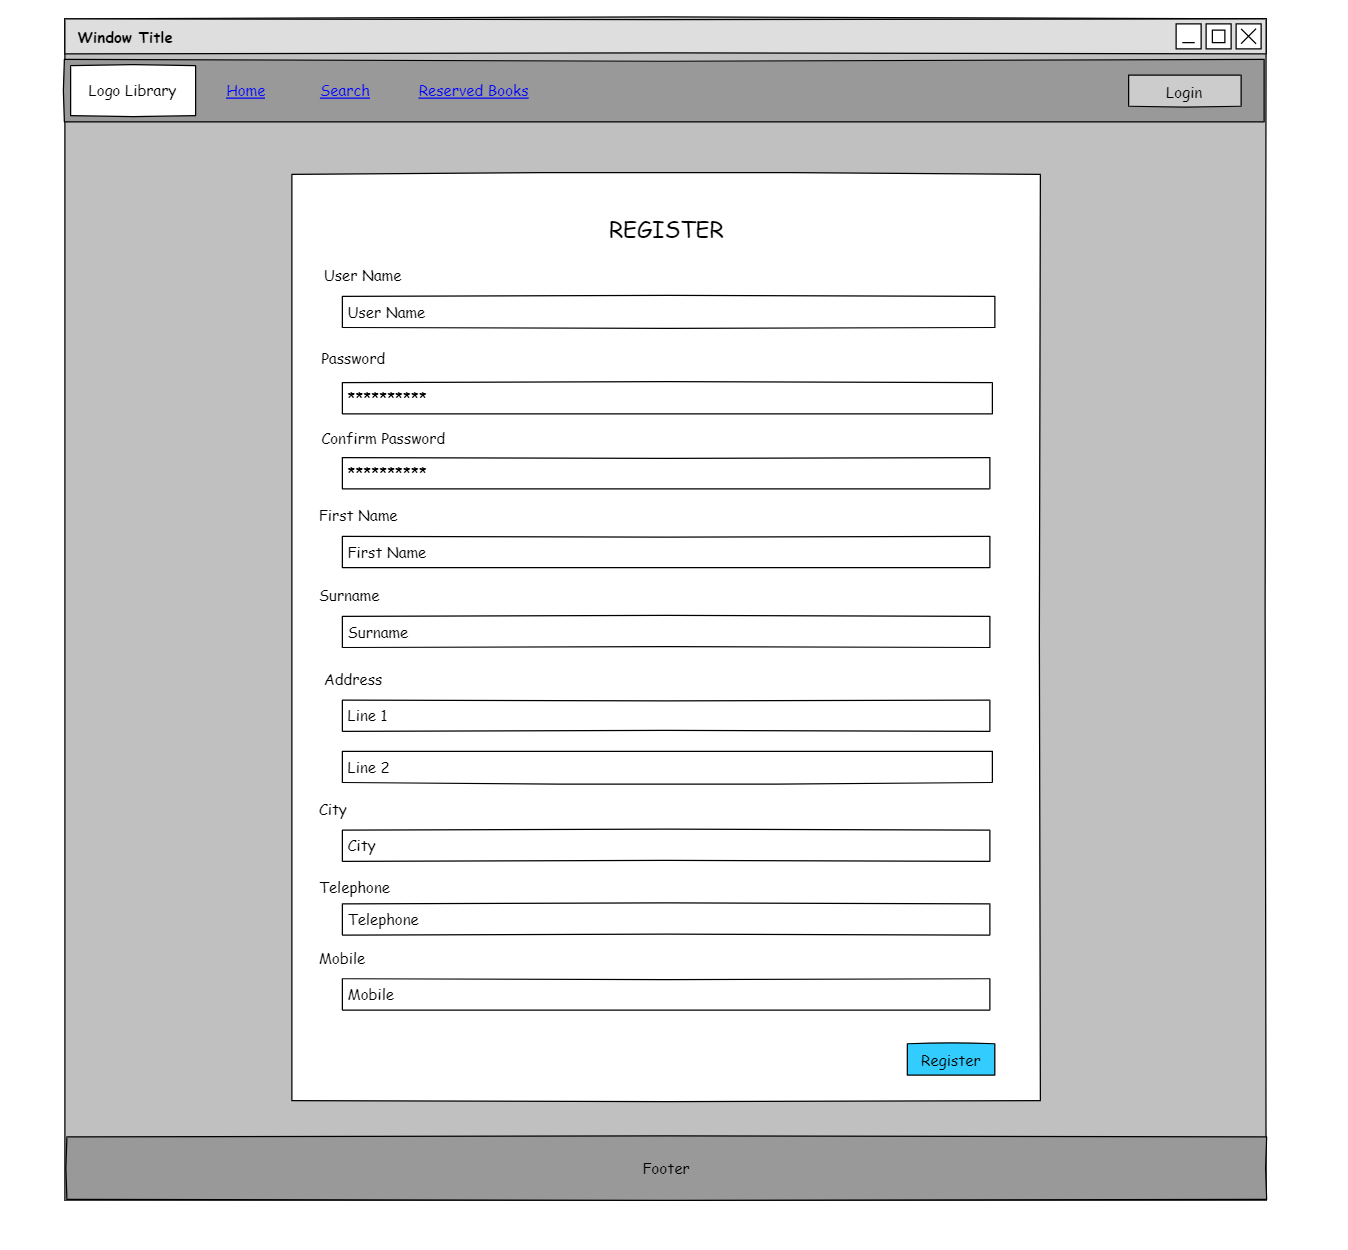 Window Title
Logo Library Home Search Reserved Books Login
REGISTER
User Name
User Name
Password
**********
Confirm Password
**********
First Name
First Name
Surname
Surname
Address
Line 1
Line 2
City
City
Telephone
Telephone
Mobile
Mobile
Register
Footer